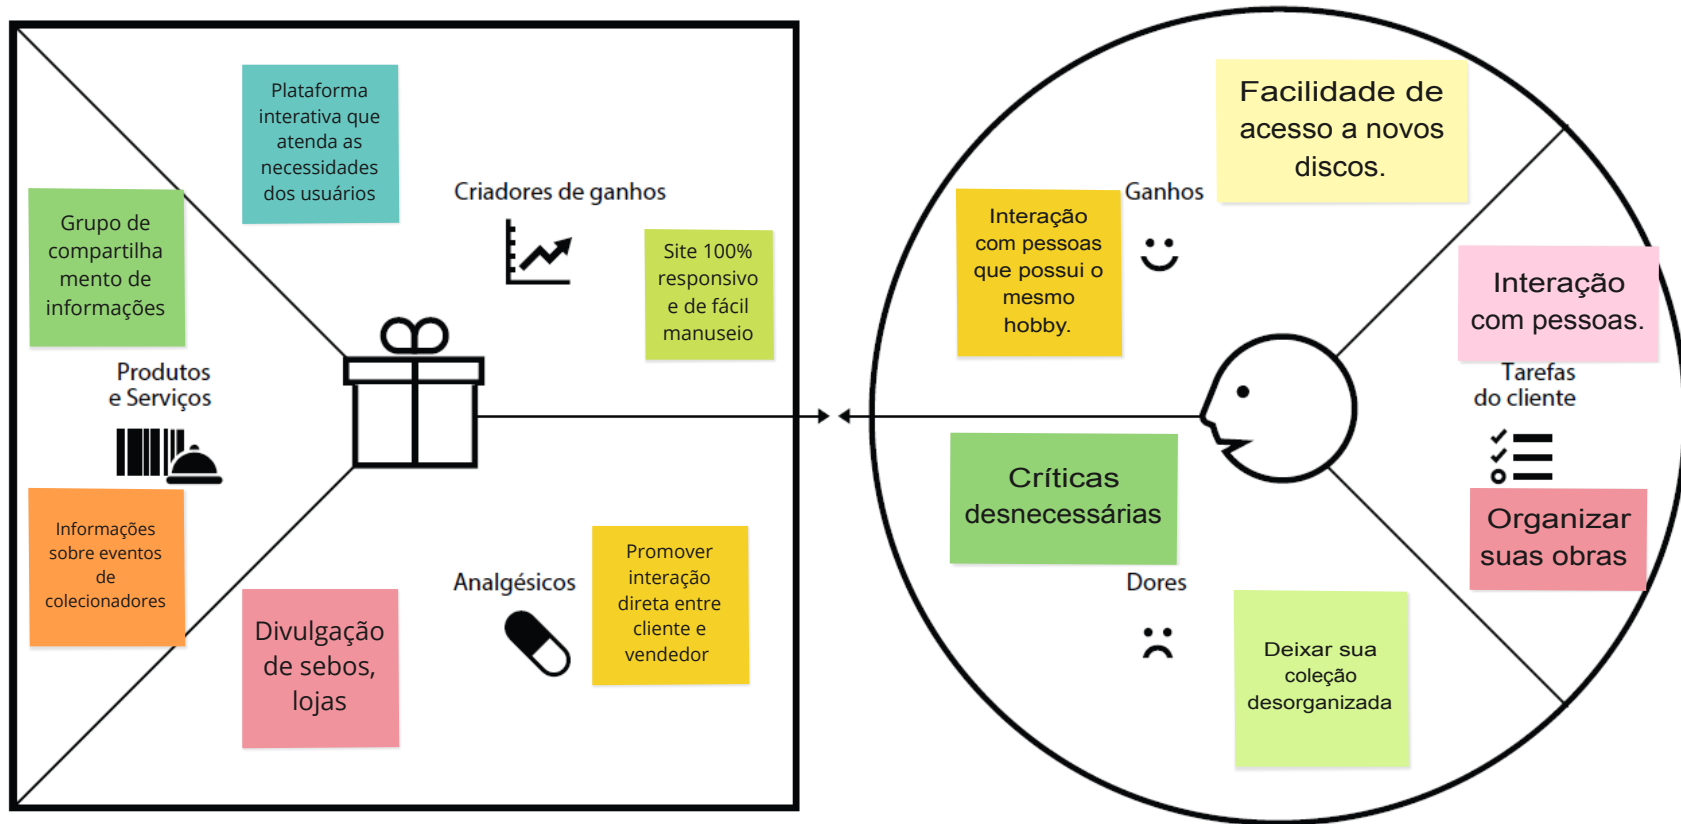 Plataforma
interativa que
atenda as
necessidades
dos usuários
Criadores de ganhos
Grupo de
compartilha
mento de
informações
Site 100%
responsivo
e de fácil
manuseio
Produtos
e Serviços
Informações
sobre eventos
de
colecionadores
Divulgação
de sebos,
lojas
Analgésicos
Promover
interação
direta entre
cliente e
vendedor
Facilidade de
acesso a novos
discos.
Interação
com pessoas
que possui o
mesmo
hobby.
Ganhos
Interação
com pessoas.
Tarefas
do cliente
Organizar
suas obras
Críticas
desnecessárias
Dores
Deixar sua
coleção
desorganizada